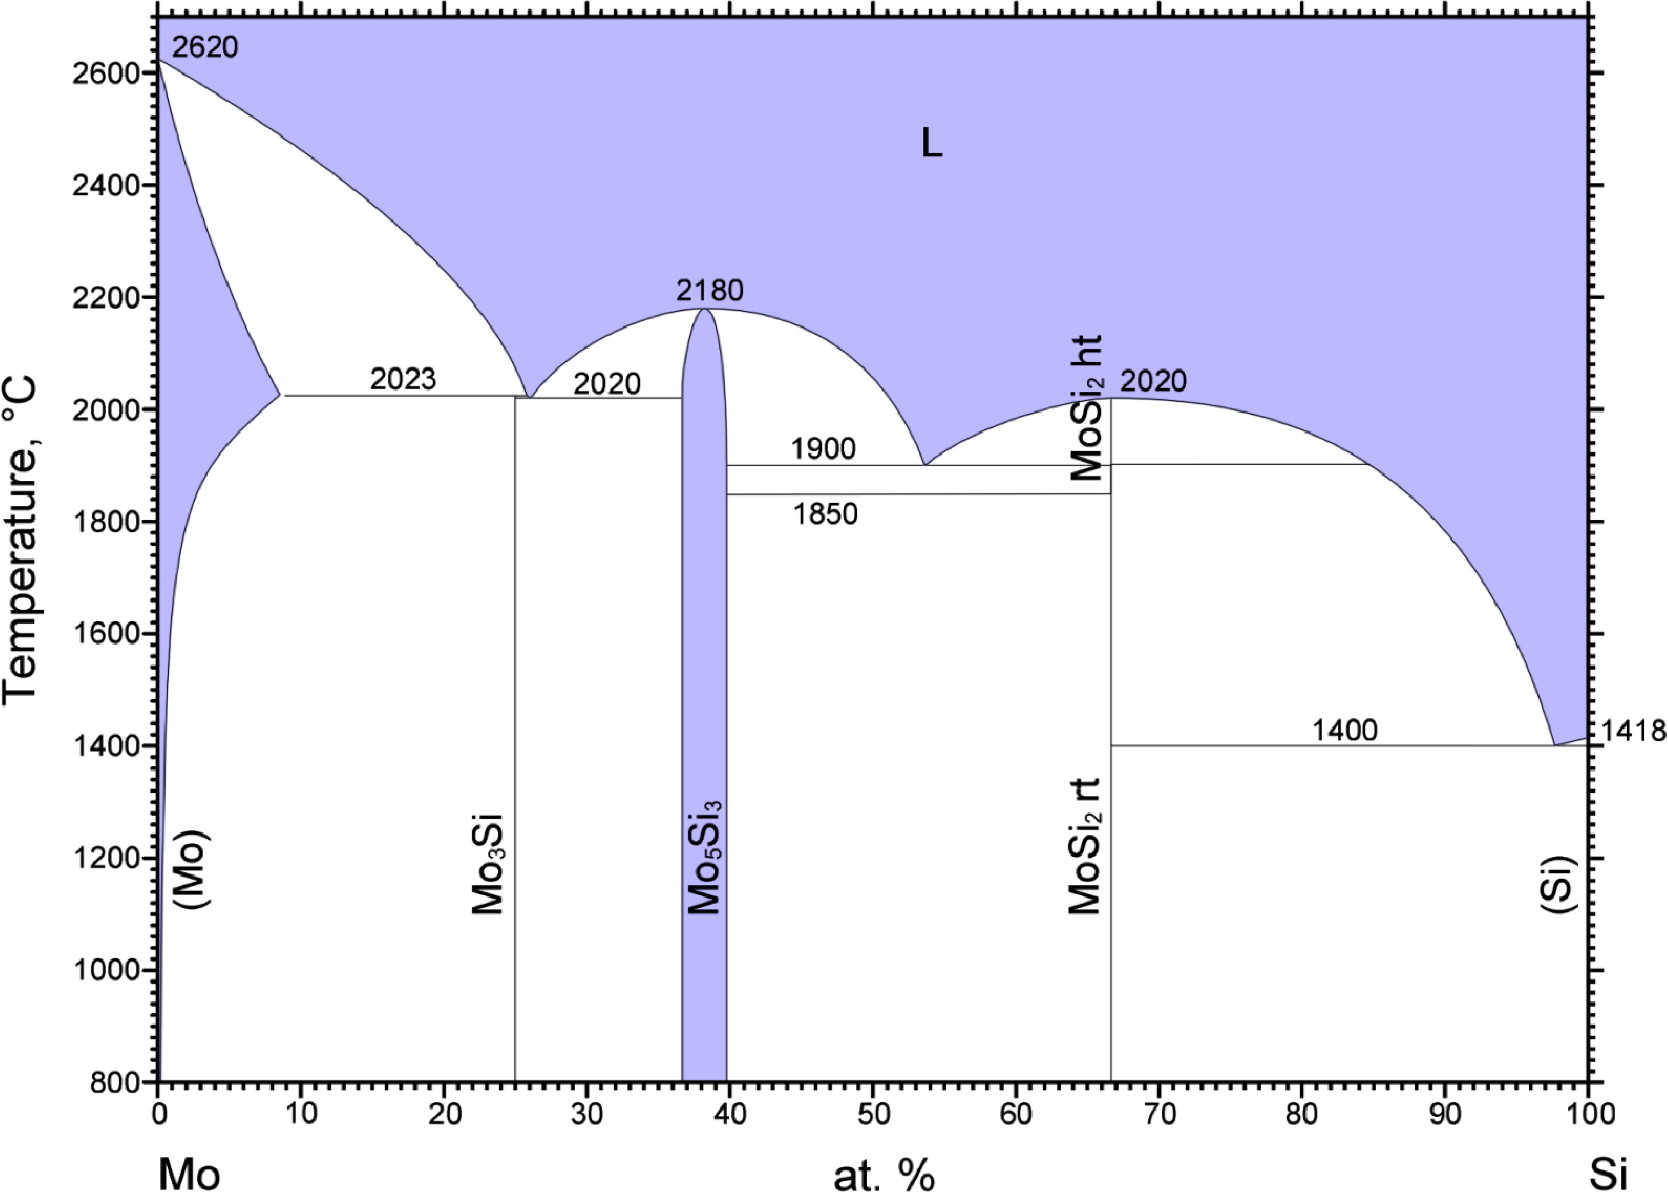 2620
L
2180
2023
2020
MoSi₂ ht
2020
1900
1850
1400
1418
(Mo)
Mo₃Si
Mo₅Si₃
MoSi₂ rt
(Si)
Temperature, °C
2600
2400
2200
2000
1800
1600
1400
1200
1000
800
0 10 20 30 40 50 60 70 80 90 100
Mo at. % Si